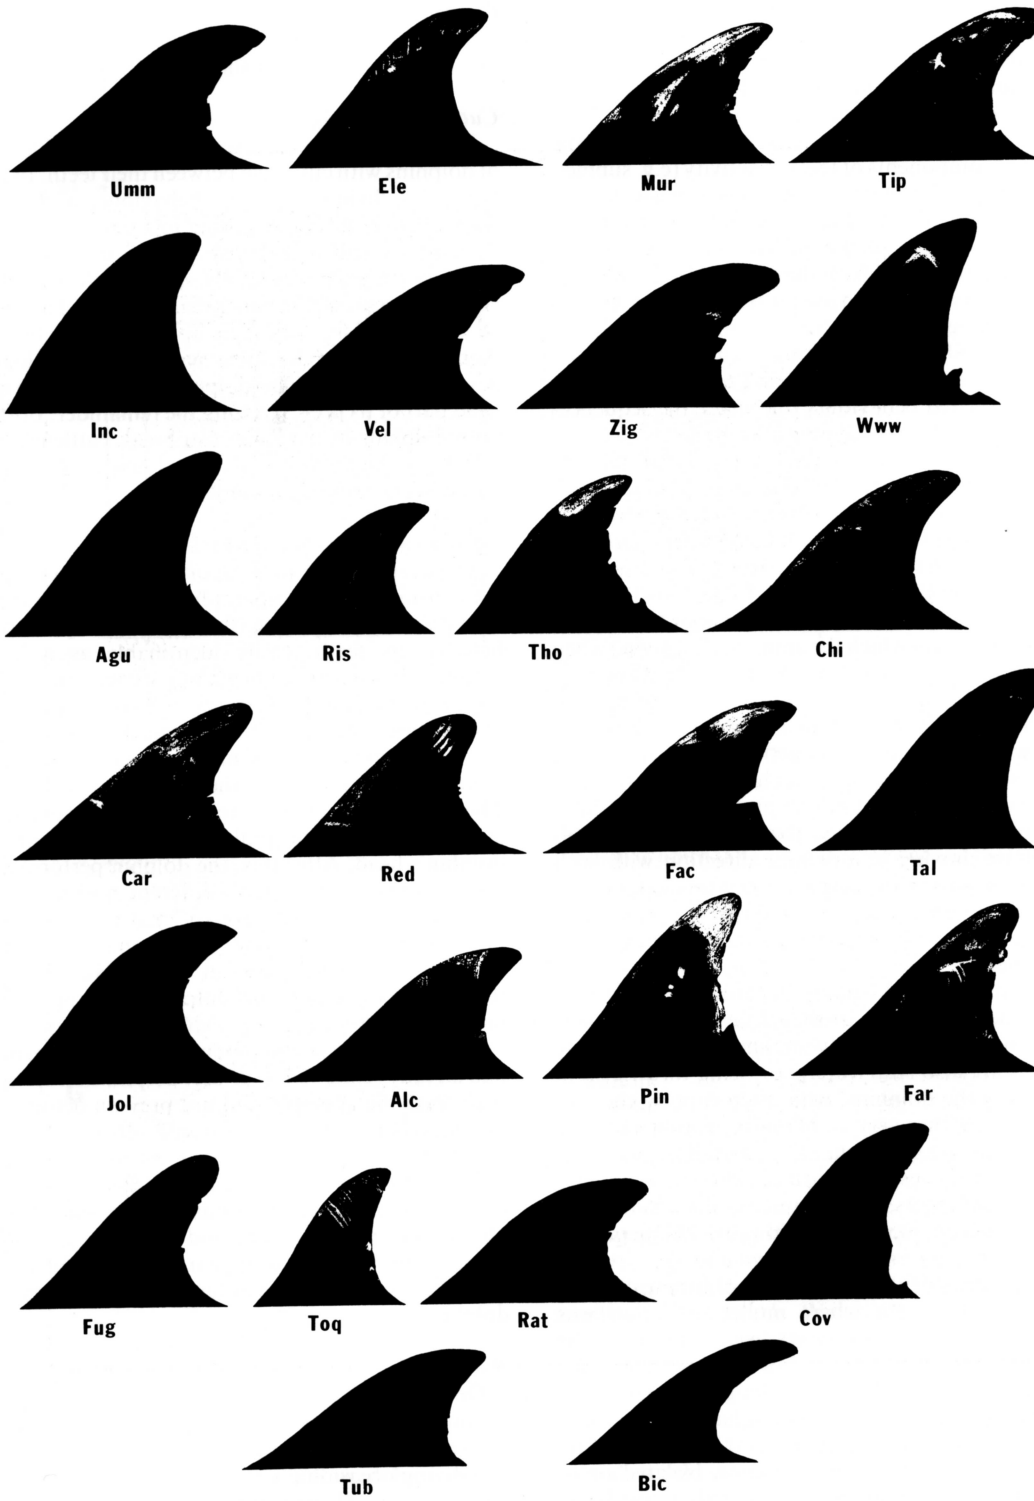 Umm Ele Mur Tip
Inc Vel Zig Www
Agu Ris Tho Chi
Car Red Fac Tal
Jol Alc Pin Far
Fug Toq Rat Cov
Tub Bic